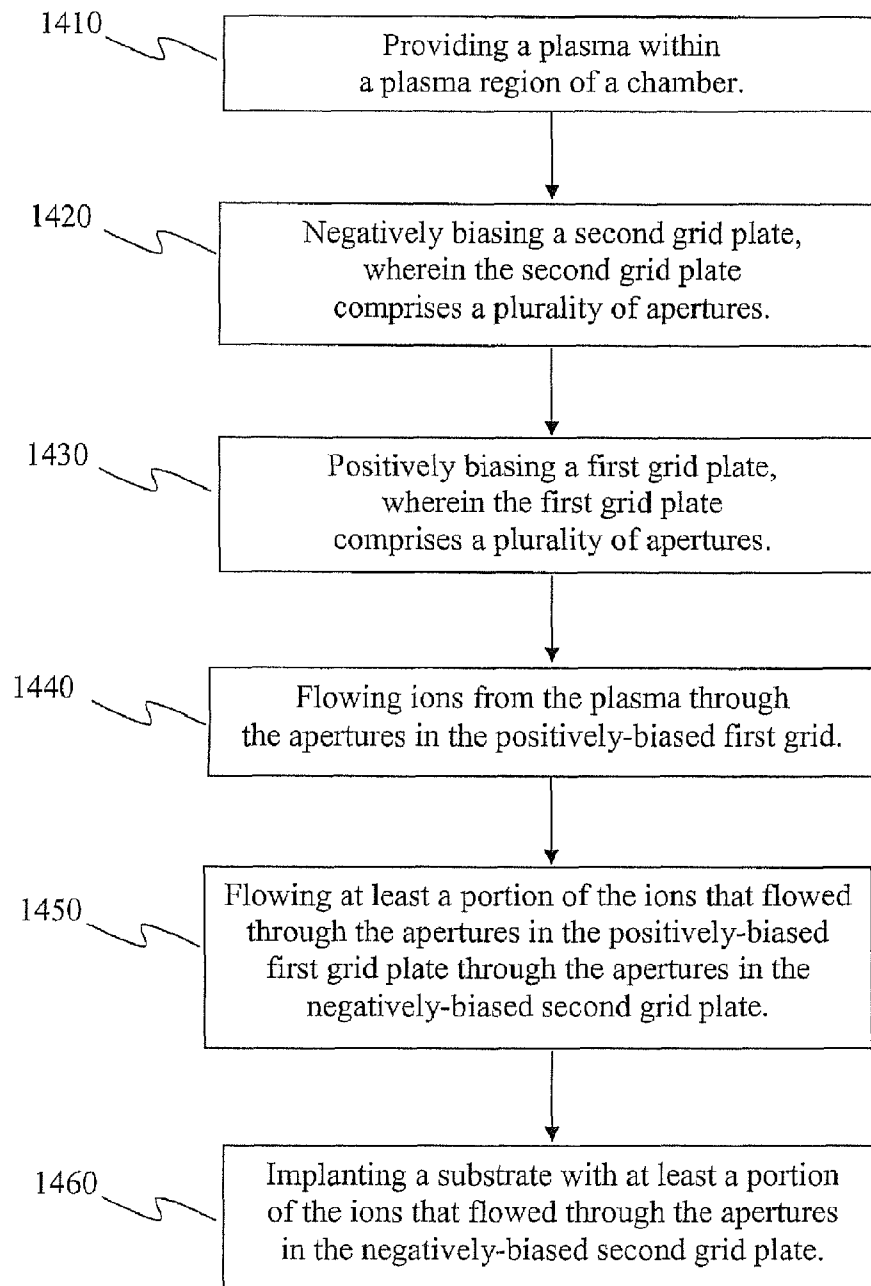 1410
Providing a plasma within
a plasma region of a chamber.
1420
Negatively biasing a second grid plate,
wherein the second grid plate
comprises a plurality of apertures.
1430
Positively biasing a first grid plate,
wherein the first grid plate
comprises a plurality of apertures.
1440
Flowing ions from the plasma through
the apertures in the positively-biased first grid.
1450
Flowing at least a portion of the ions that flowed
through the apertures in the positively-biased
first grid plate through the apertures in the
negatively-biased second grid plate.
1460
Implanting a substrate with at least a portion
of the ions that flowed through the apertures
in the negatively-biased second grid plate.